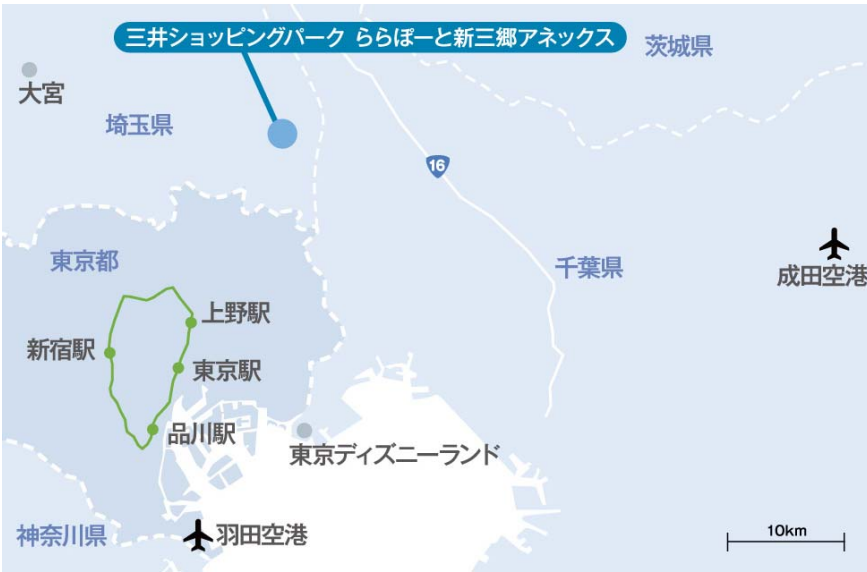 三井ショッピングパーク ららぽーと新三郷アネックス
茨城県
大宮
埼玉県
16
東京都
千葉県
成田空港
上野駅
新宿駅
東京駅
品川駅
東京ディズニーランド
神奈川県
羽田空港
10km